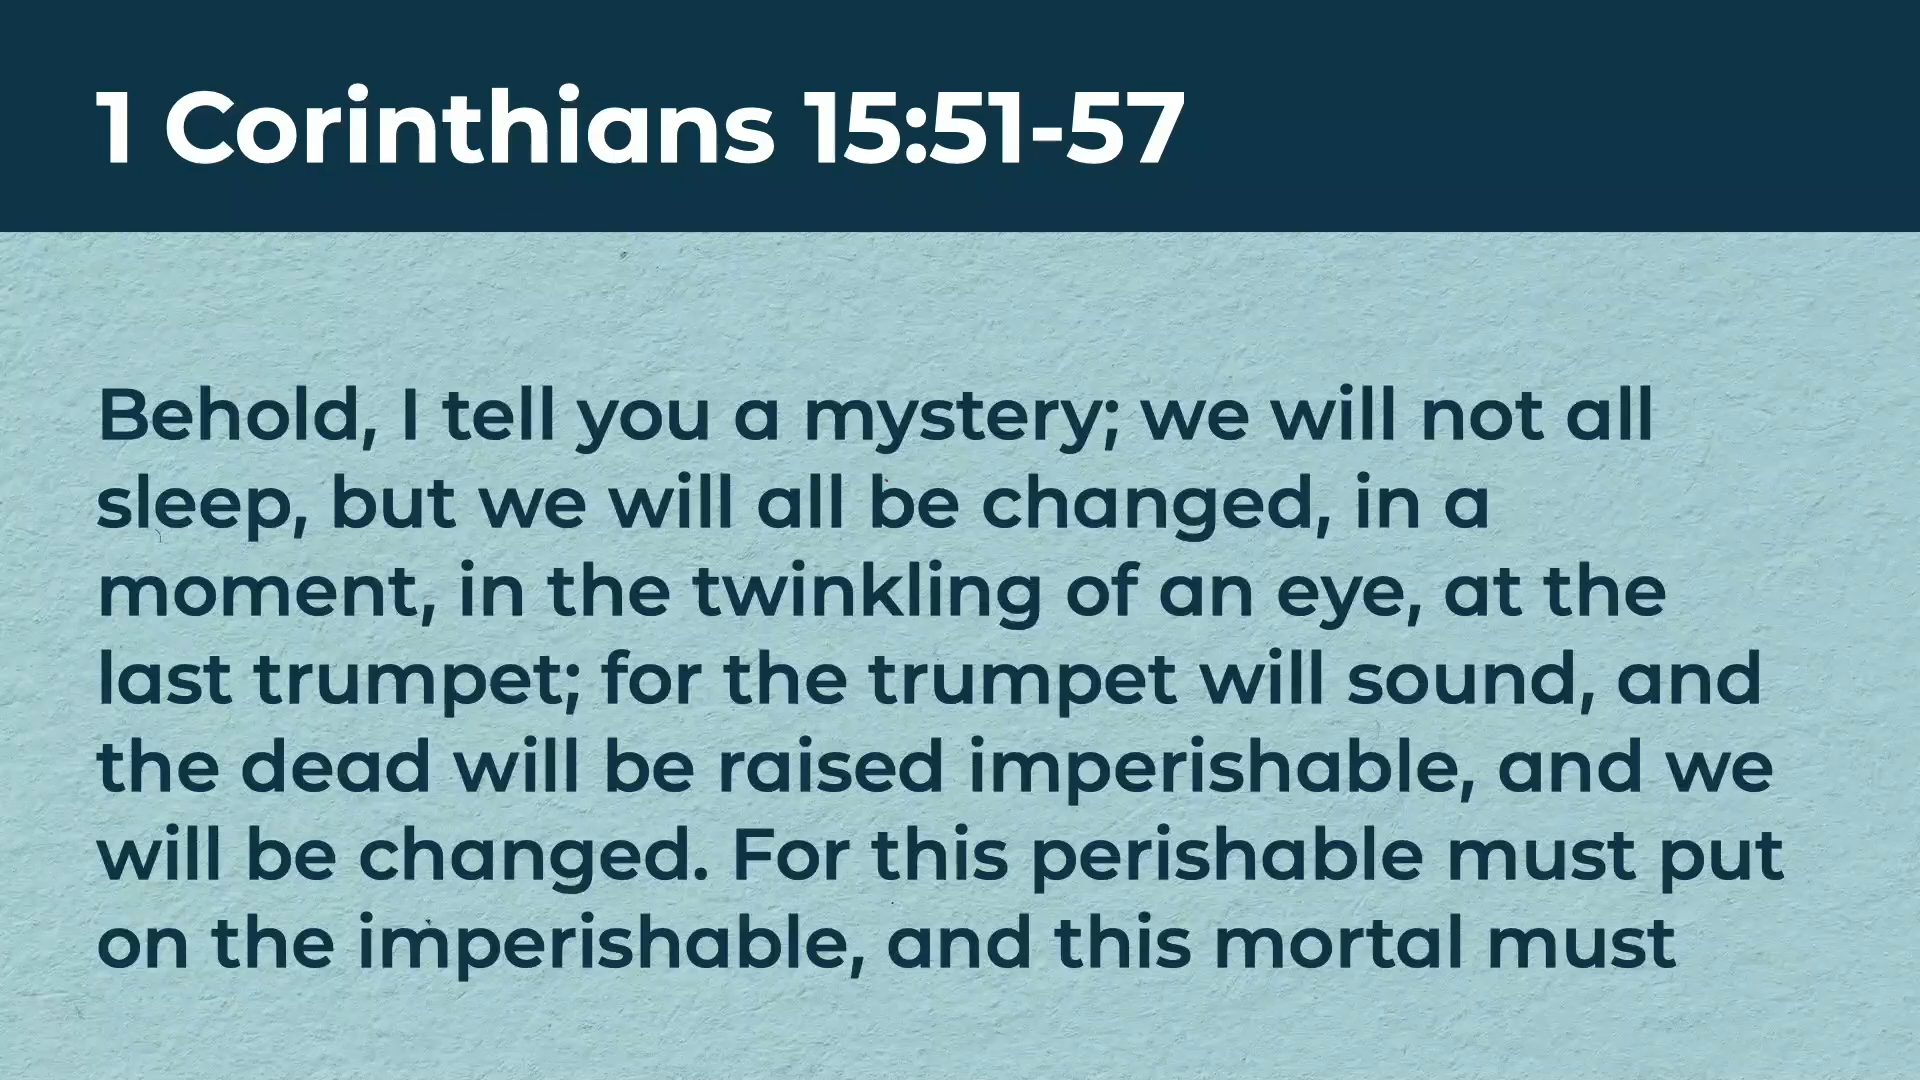 1 Corinthians 15:51-57
Behold, I tell you a mystery; we will not all
sleep, but we will all be changed, in a
moment, in the twinkling of an eye, at the
last trumpet; for the trumpet will sound, and
the dead will be raised imperishable, and we
will be changed. For this perishable must put
on the imperishable, and this mortal must